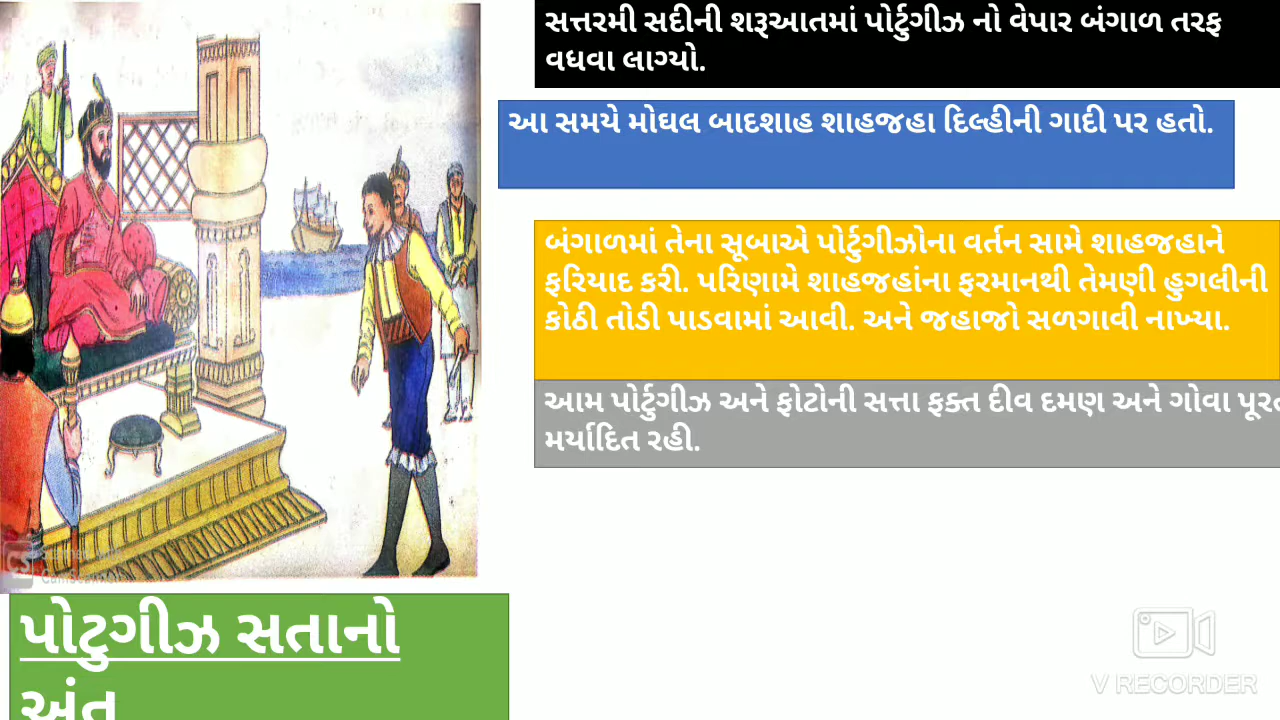 સત્તરમી સદીની શરૂઆતમાં પોર્ટુગીઝ નો વેપાર બંગાળ તરફ
વધવા લાગ્યો.
આ સમયે મોઘલ બાદશાહ શાહજહા દિલ્હીની ગાદી પર હતો.
બંગાળમાં તેના સૂબાએ પોર્ટુગીઝોના વર્તન સામે શાહજહાને
ફરિયાદ કરી. પરિણામે શાહજહાંના ફરમાનથી તેમણી હુગલીની
કોઠી તોડી પાડવામાં આવી. અને જહાજો સળગાવી નાખ્યા.
આમ પોર્ટુગીઝ અને ફોટોની સત્તા ફક્ત દીવ દમણ અને ગોવા
મર્યાદિત રહી.
પોટુગીઝ સતાનો
અંત
V RECORDER